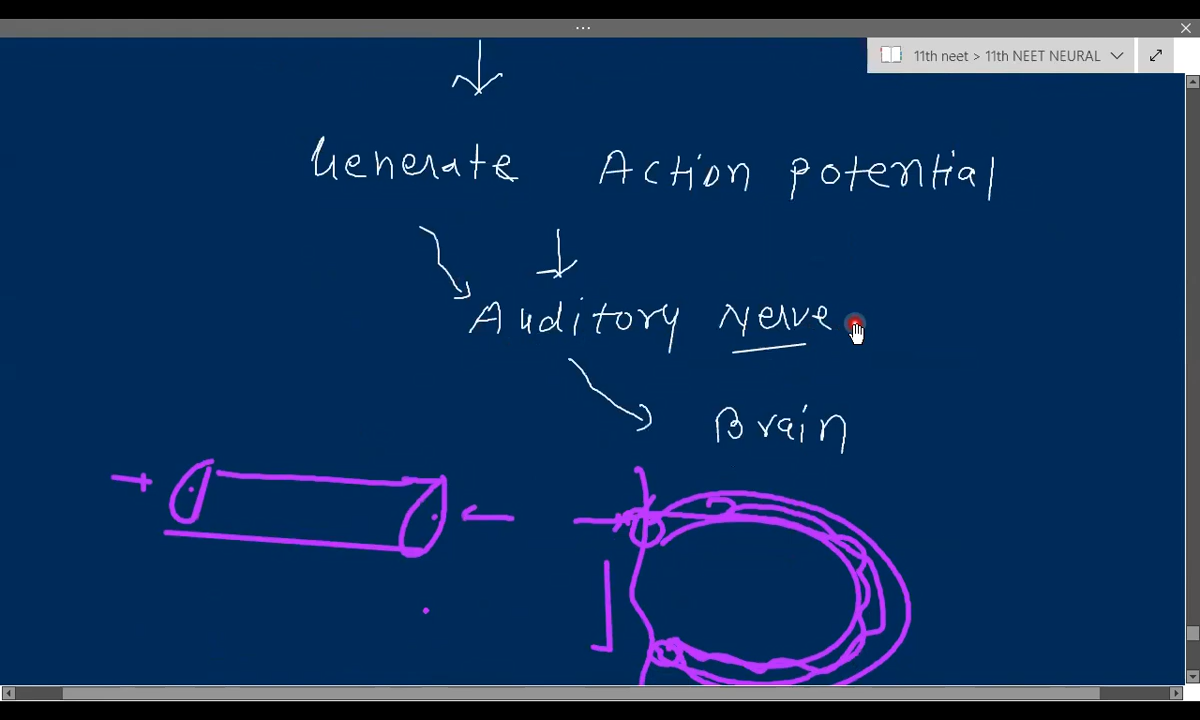 11th neet > 11th NEET NEURAL
Generate Action potential
Auditory Nerve
Brain